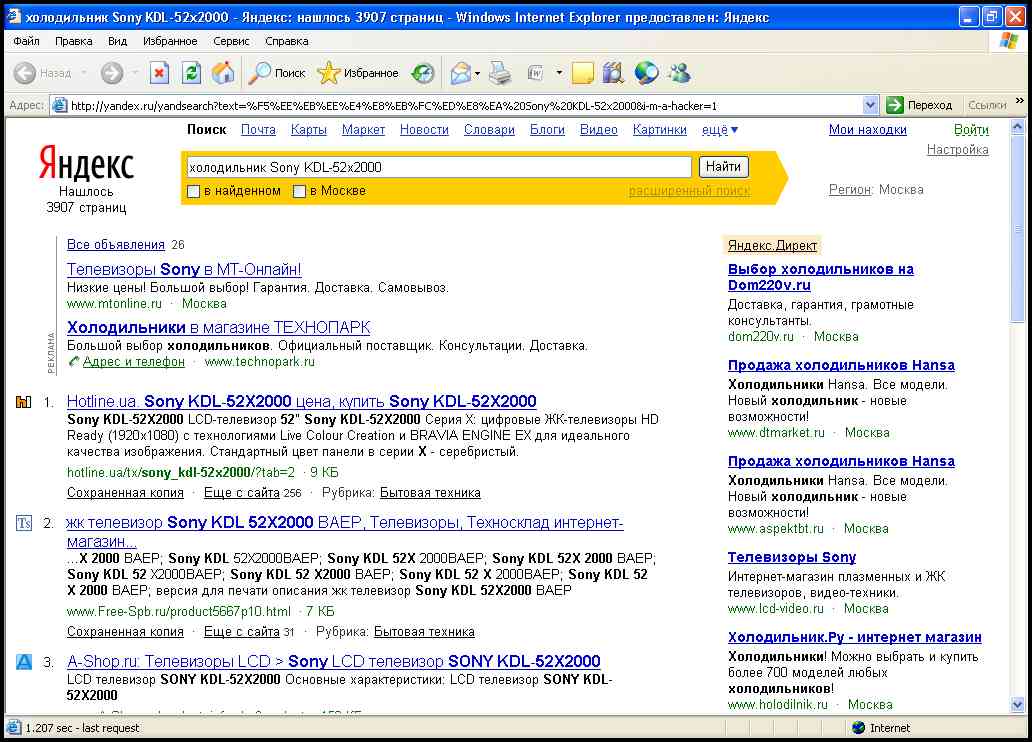 холодильник Sony KDL-52x2000 - Яндекс: нашлось 3907 страниц - Windows Internet Explorer предоставлен: Яндекс
Файл Правка Вид Избранное Сервис Справка
Назад Поиск Избранное
Адрес: http://yandex.ru/yandsearch?text=%F5%EE%EB%EE%E4%E8%EB%FC%ED%E8%EA%20Sony%20KDL-52x2000&i-m-a-hacker=1 Переход Ссылки »
Поиск Почта Карты Маркет Новости Словари Блоги Видео Картинки ещё ▼ Мои находки Войти
Настройка
Яндекс
Нашлось
3907 страниц
холодильник Sony KDL-52x2000 Найти
в найденном в Москве расширенный поиск
Регион: Москва
РЕКЛАМА
Все объявления 26
Телевизоры Sony в МТ-Онлайн!
Низкие цены! Большой выбор! Гарантия. Доставка. Самовывоз.
www.mtonline.ru · Москва
Холодильники в магазине ТЕХНОПАРК
Большой выбор холодильников. Официальный поставщик. Консультации. Доставка.
Адрес и телефон · www.technopark.ru
1. Hotline.ua. Sony KDL-52X2000 цена, купить Sony KDL-52X2000
Sony KDL-52X2000 LCD-телевизор 52" Sony KDL-52X2000 Серия X: цифровые ЖК-телевизоры HD
Ready (1920x1080) с технологиями Live Colour Creation и BRAVIA ENGINE EX для идеального
качества изображения. Стандартный цвет панели в серии X - серебристый.
hotline.ua/tx/sony_kdl-52x2000/?tab=2 · 9 КБ
Сохраненная копия · Еще с сайта 256 · Рубрика: Бытовая техника
Ts 2. жк телевизор Sony KDL 52X2000 BAEP, Телевизоры, Техносклад интернет-
магазин...
...X 2000 BAEP; Sony KDL 52X2000BAEP; Sony KDL 52X 2000BAEP; Sony KDL 52X 2000 BAEP;
Sony KDL 52 X2000BAEP; Sony KDL 52 X2000 BAEP; Sony KDL 52 X 2000BAEP; Sony KDL 52
X 2000 BAEP; версия для печати описания жк телевизор Sony KDL 52X2000 BAEP
www.Free-Spb.ru/product5667p10.html · 7 КБ
Сохраненная копия · Еще с сайта 31 · Рубрика: Бытовая техника
A 3. A-Shop.ru: Телевизоры LCD > Sony LCD телевизор SONY KDL-52X2000
LCD телевизор SONY KDL-52X2000 Основные характеристики: LCD телевизор SONY KDL-
52X2000
Яндекс.Директ
Выбор холодильников на
Dom220v.ru
Доставка, гарантия, грамотные
консультанты.
dom220v.ru · Москва
Продажа холодильников Hansa
Холодильники Hansa. Все модели.
Новый холодильник - новые
возможности!
www.dtmarket.ru · Москва
Продажа холодильников Hansa
Холодильники Hansa. Все модели.
Новый холодильник - новые
возможности!
www.aspektbt.ru · Москва
Телевизоры Sony
Интернет-магазин плазменных и ЖК
телевизоров, видео-техники.
www.lcd-video.ru · Москва
Холодильник.Ру - интернет магазин
Холодильники! Можно выбрать и купить
более 700 моделей любых
холодильников!
www.holodilnik.ru · Москва
1.207 sec - last request Internet